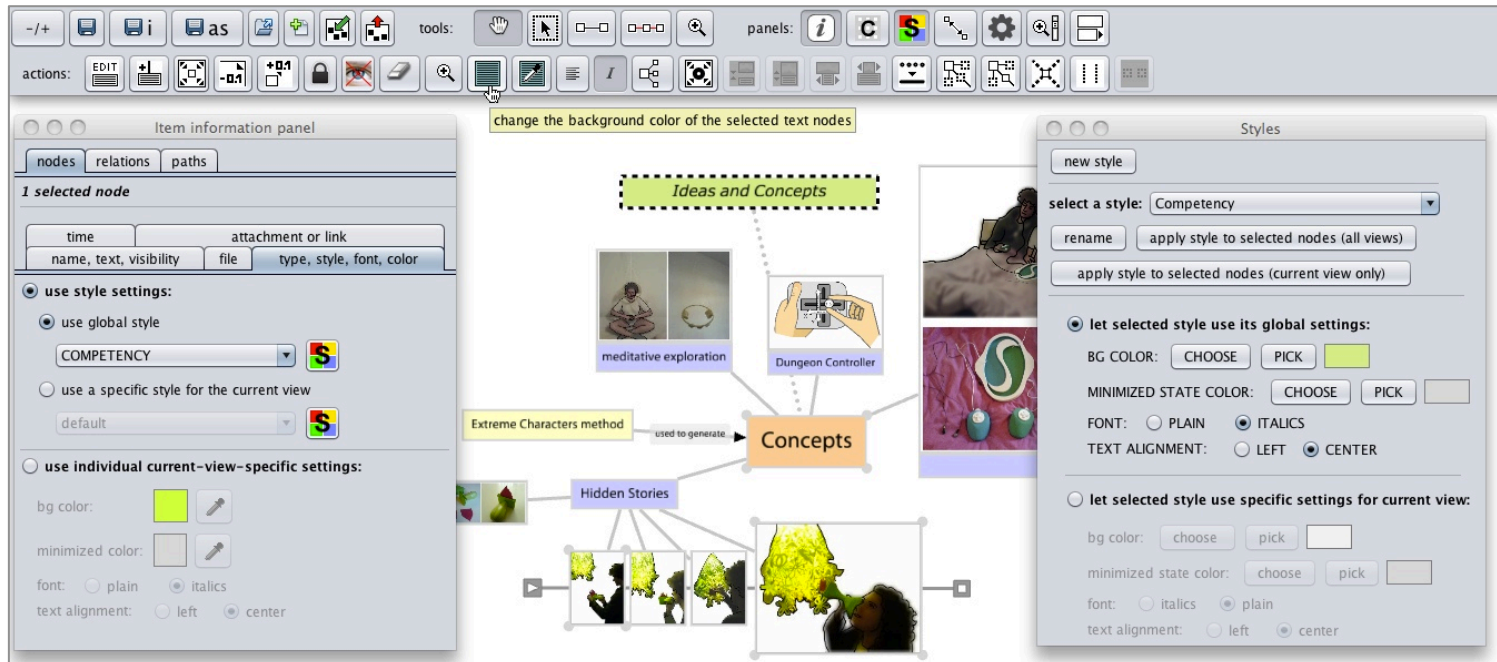 -/+ i as tools: panels: i C S
actions: EDIT +1 -0.1 +0.1 I
change the background color of the selected text nodes
Item information panel
nodes relations paths
1 selected node
time attachment or link
name, text, visibility file type, style, font, color
use style settings:
use global style
COMPETENCY S
use a specific style for the current view
default S
use individual current-view-specific settings:
bg color:
minimized color:
font: plain italics
text alignment: left center
Ideas and Concepts
meditative exploration
Dungeon Controller
Extreme Characters method
used to generate
Concepts
Hidden Stories
Styles
new style
select a style: Competency
rename apply style to selected nodes (all views)
apply style to selected nodes (current view only)
let selected style use its global settings:
BG COLOR: CHOOSE PICK
MINIMIZED STATE COLOR: CHOOSE PICK
FONT: PLAIN ITALICS
TEXT ALIGNMENT: LEFT CENTER
let selected style use specific settings for current view:
bg color: choose pick
minimized state color: choose pick
font: italics plain
text alignment: left center